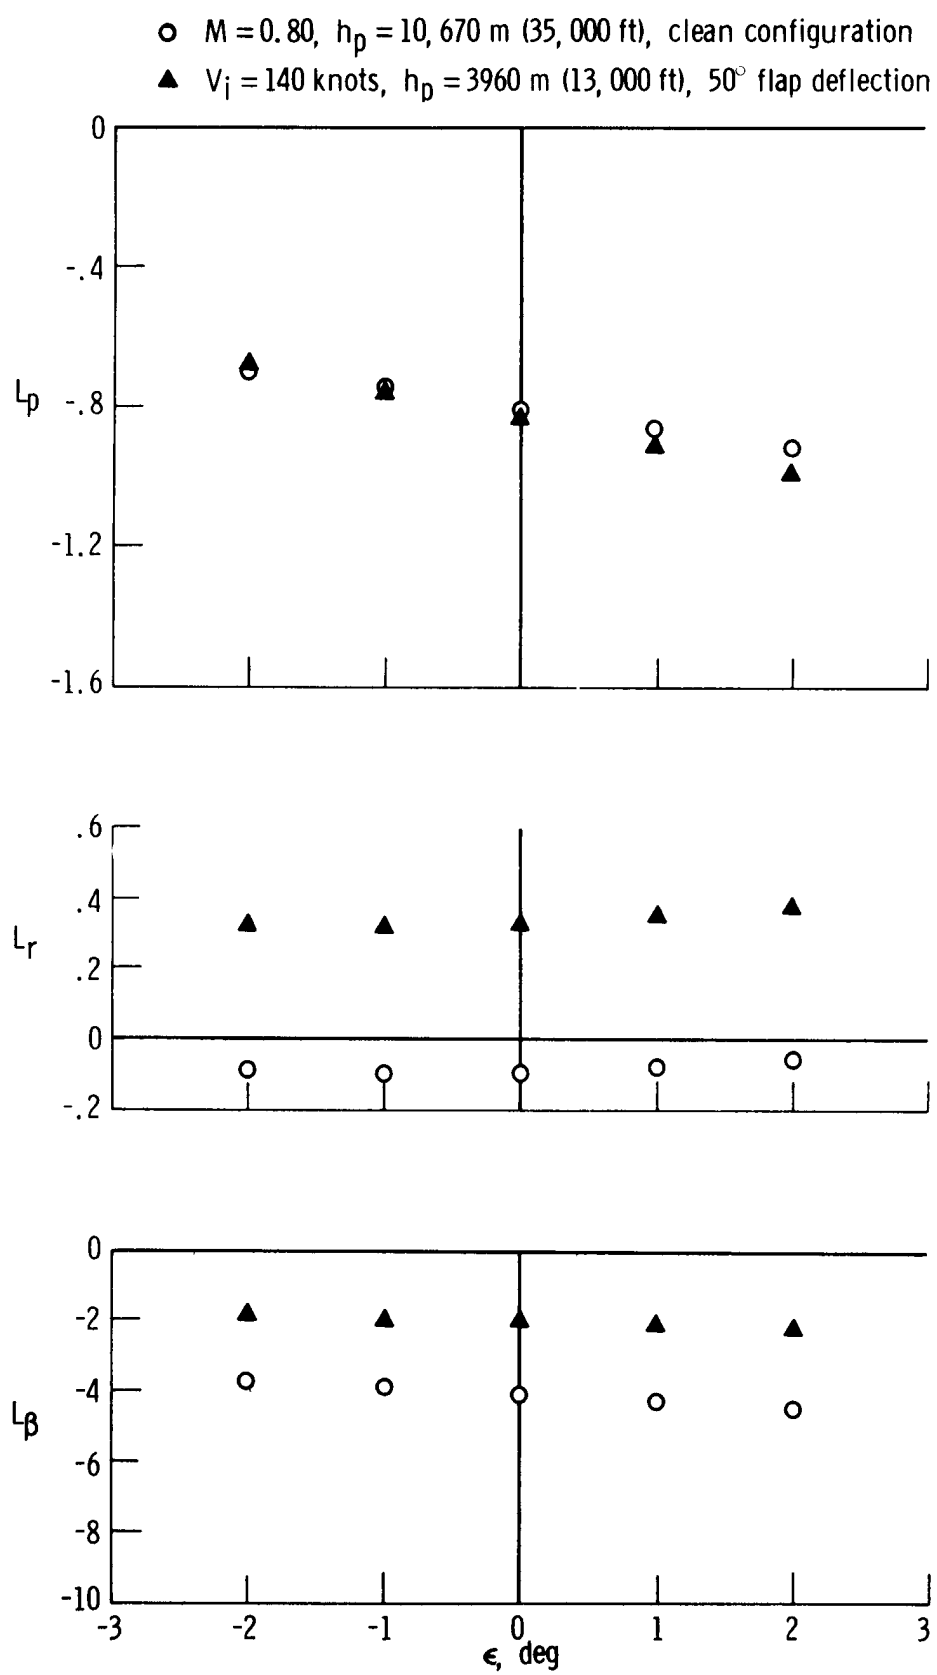 M = 0.80, hp = 10,670 m (35,000 ft), clean configuration
Vi = 140 knots, hp = 3960 m (13,000 ft), 50° flap deflection
0
-.4
Lp
-.8
-1.2
-1.6
.6
.4
Lr
.2
0
-.2
0
-2
-4
Lβ
-6
-8
-10
-3 -2 -1 0 1 2 3
ϵ, deg